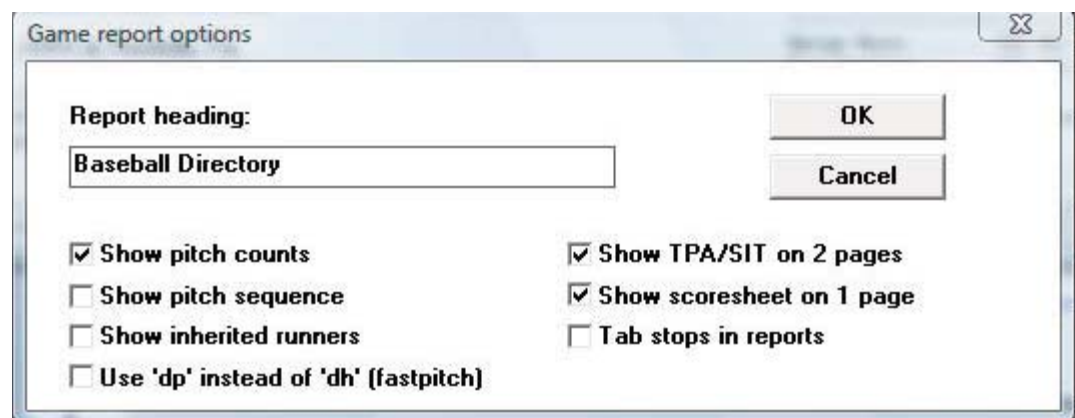 Game report options
Report heading:
OK
Baseball Directory
Cancel
Show pitch counts
Show TPA/SIT on 2 pages
Show pitch sequence
Show scoresheet on 1 page
Show inherited runners
Tab stops in reports
Use 'dp' instead of 'dh' (fastpitch)